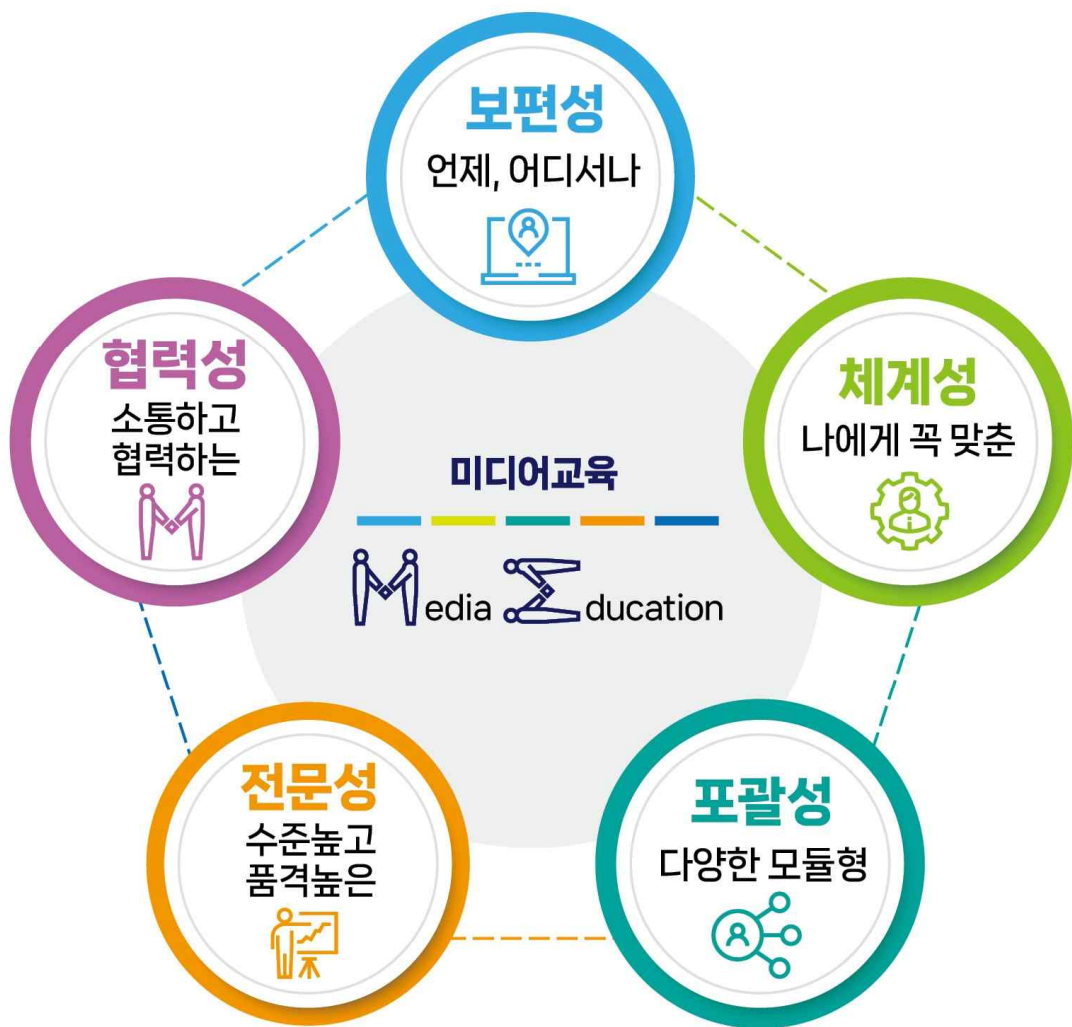 보편성
언제, 어디서나
협력성
소통하고
협력하는
체계성
나에게 꼭 맞춘
미디어교육
Media Education
전문성
수준높고
품격높은
포괄성
다양한 모듈형